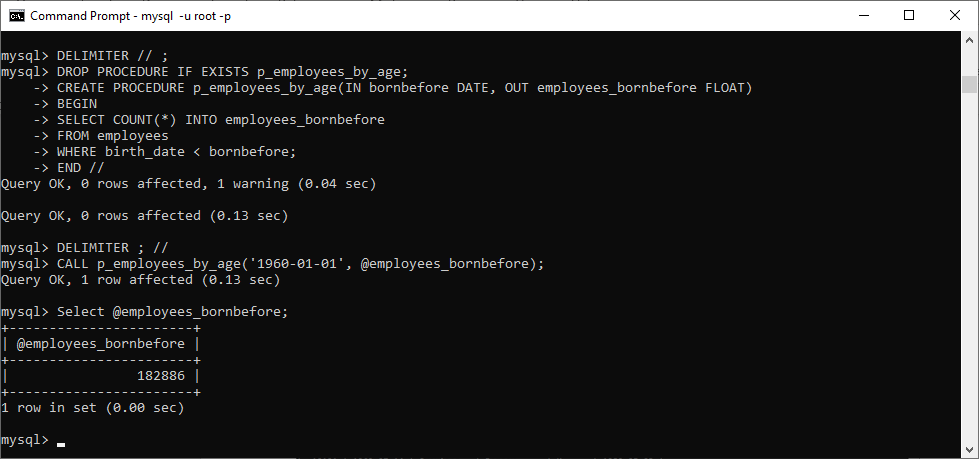 Command Prompt - mysql -u root -p
mysql> DELIMITER // ;
mysql> DROP PROCEDURE IF EXISTS p_employees_by_age;
    -> CREATE PROCEDURE p_employees_by_age(IN bornbefore DATE, OUT employees_bornbefore FLOAT)
    -> BEGIN
    -> SELECT COUNT(*) INTO employees_bornbefore
    -> FROM employees
    -> WHERE birth_date < bornbefore;
    -> END //
Query OK, 0 rows affected, 1 warning (0.04 sec)
Query OK, 0 rows affected (0.13 sec)
mysql> DELIMITER ; //
mysql> CALL p_employees_by_age('1960-01-01', @employees_bornbefore);
Query OK, 1 row affected (0.13 sec)
mysql> Select @employees_bornbefore;
+-----------------------+
| @employees_bornbefore |
+-----------------------+
|                182886 |
+-----------------------+
1 row in set (0.00 sec)
mysql>